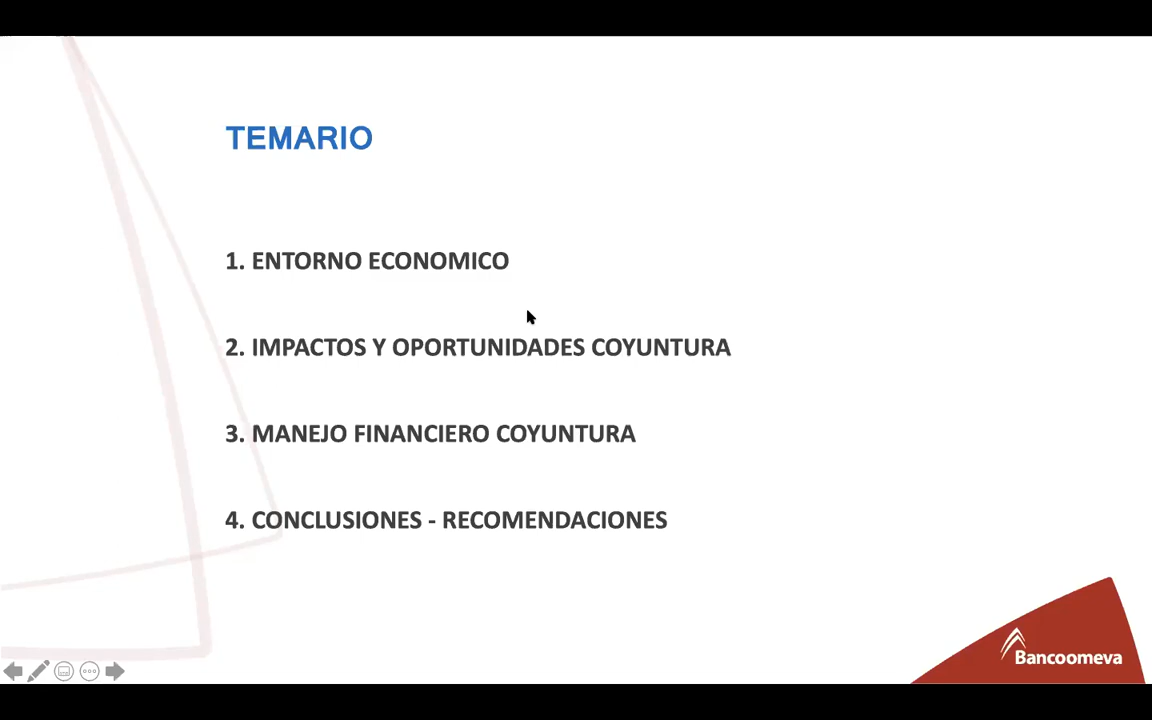 TEMARIO
1. ENTORNO ECONOMICO
2. IMPACTOS Y OPORTUNIDADES COYUNTURA
3. MANEJO FINANCIERO COYUNTURA
4. CONCLUSIONES - RECOMENDACIONES
Bancoomeva